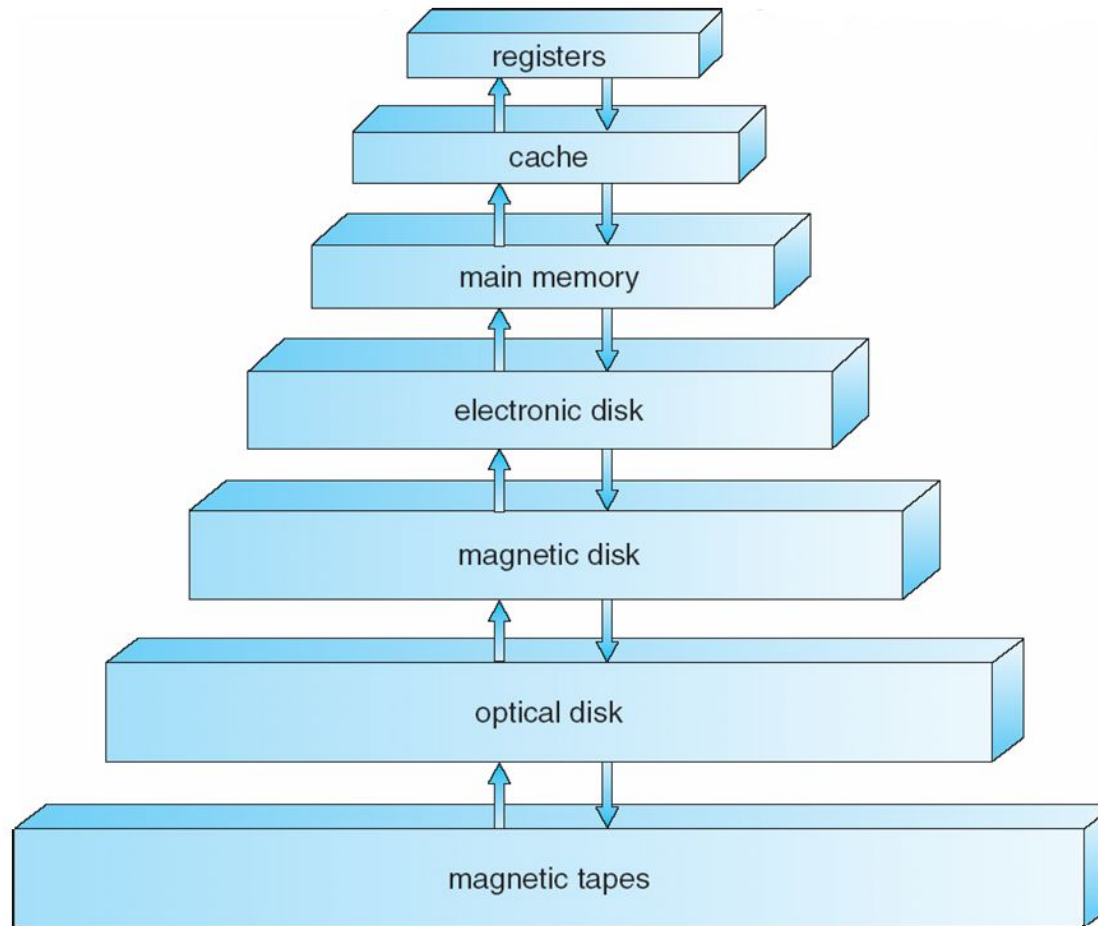 registers
cache
main memory
electronic disk
magnetic disk
optical disk
magnetic tapes